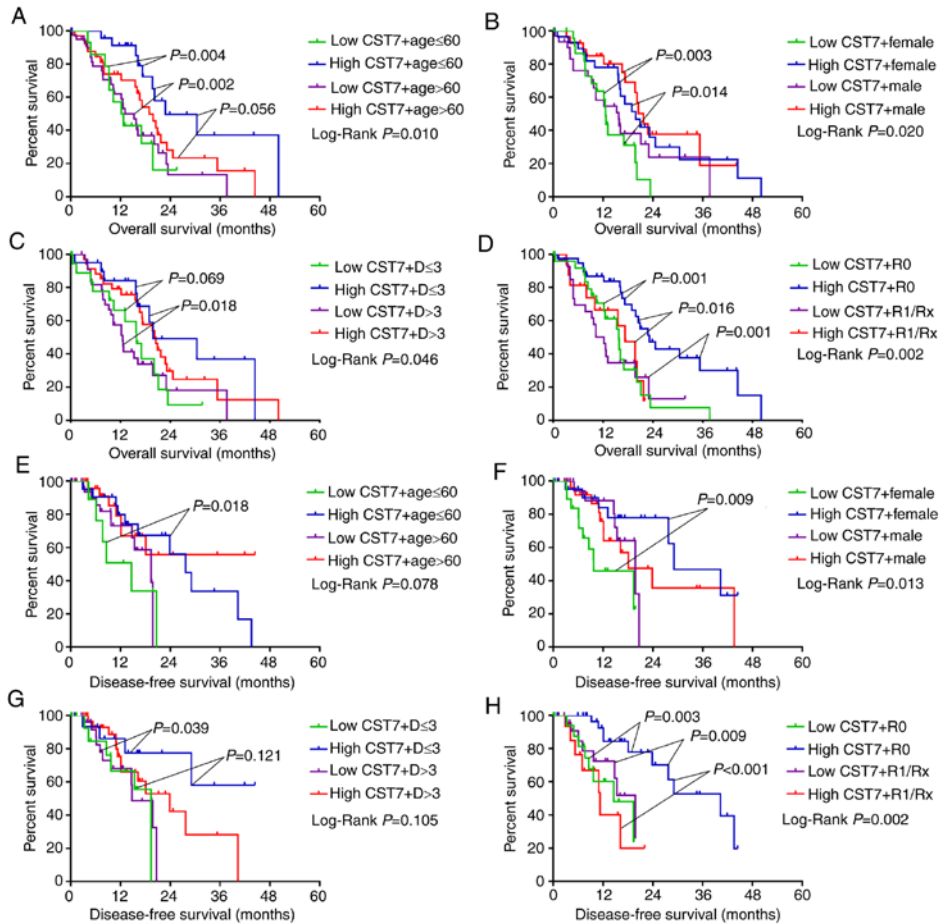 A
Percent survival
100
80
60
40
20
0
0 12 24 36 48 60
Overall survival (months)
P=0.004
P=0.002
P=0.056
Low CST7+age≤60
High CST7+age≤60
Low CST7+age>60
High CST7+age>60
Log-Rank P=0.010
B
Percent survival
100
80
60
40
20
0
0 12 24 36 48 60
Overall survival (months)
P=0.003
P=0.014
Low CST7+female
High CST7+female
Low CST7+male
High CST7+male
Log-Rank P=0.020
C
Percent survival
100
80
60
40
20
0
0 12 24 36 48 60
Overall survival (months)
P=0.069
P=0.018
Low CST7+D≤3
High CST7+D≤3
Low CST7+D>3
High CST7+D>3
Log-Rank P=0.046
D
Percent survival
100
80
60
40
20
0
0 12 24 36 48 60
Overall survival (months)
P=0.001
P=0.016
P=0.001
Low CST7+R0
High CST7+R0
Low CST7+R1/Rx
High CST7+R1/Rx
Log-Rank P=0.002
E
Percent survival
100
80
60
40
20
0
0 12 24 36 48 60
Disease-free survival (months)
P=0.018
Low CST7+age≤60
High CST7+age≤60
Low CST7+age>60
High CST7+age>60
Log-Rank P=0.078
F
Percent survival
100
80
60
40
20
0
0 12 24 36 48 60
Disease-free survival (months)
P=0.009
Low CST7+female
High CST7+female
Low CST7+male
High CST7+male
Log-Rank P=0.013
G
Percent survival
100
80
60
40
20
0
0 12 24 36 48 60
Disease-free survival (months)
P=0.039
P=0.121
Low CST7+D≤3
High CST7+D≤3
Low CST7+D>3
High CST7+D>3
Log-Rank P=0.105
H
Percent survival
100
80
60
40
20
0
0 12 24 36 48 60
Disease-free survival (months)
P=0.003
P=0.009
P<0.001
Low CST7+R0
High CST7+R0
Low CST7+R1/Rx
High CST7+R1/Rx
Log-Rank P=0.002